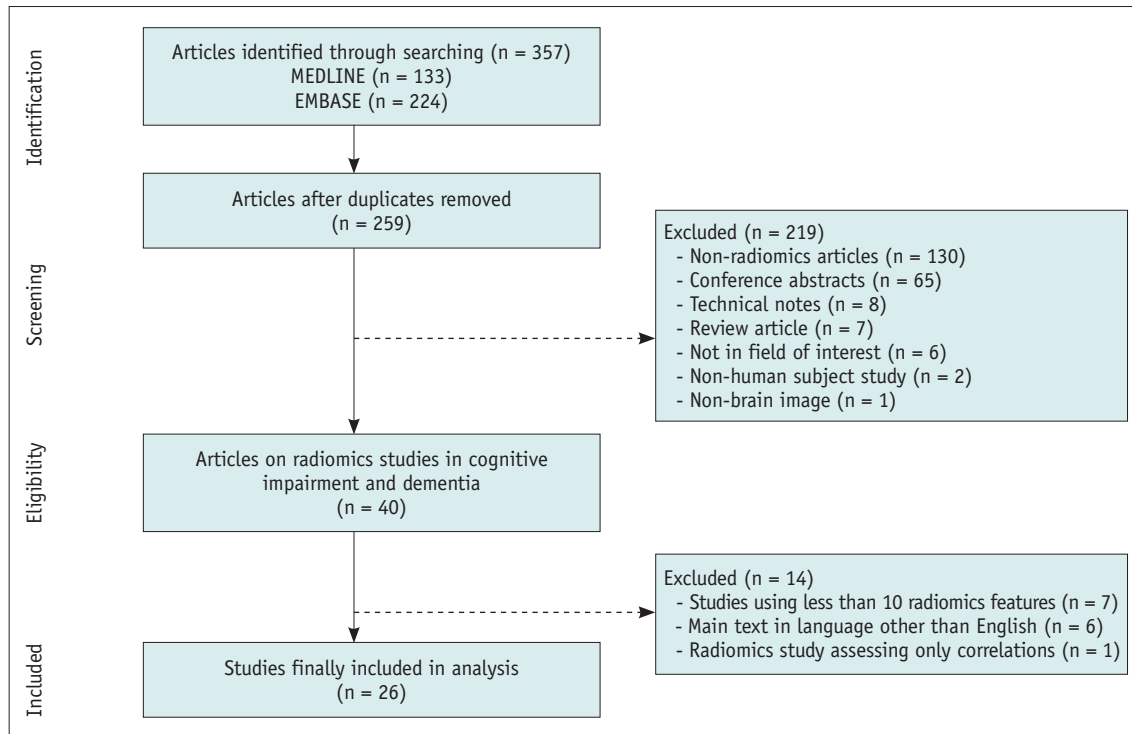 Identification
Articles identified through searching (n = 357)
MEDLINE (n = 133)
EMBASE (n = 224)
Articles after duplicates removed
(n = 259)
Screening
Excluded (n = 219)
- Non-radiomics articles (n = 130)
- Conference abstracts (n = 65)
- Technical notes (n = 8)
- Review article (n = 7)
- Not in field of interest (n = 6)
- Non-human subject study (n = 2)
- Non-brain image (n = 1)
Eligibility
Articles on radiomics studies in cognitive
impairment and dementia
(n = 40)
Excluded (n = 14)
- Studies using less than 10 radiomics features (n = 7)
- Main text in language other than English (n = 6)
- Radiomics study assessing only correlations (n = 1)
Included
Studies finally included in analysis
(n = 26)